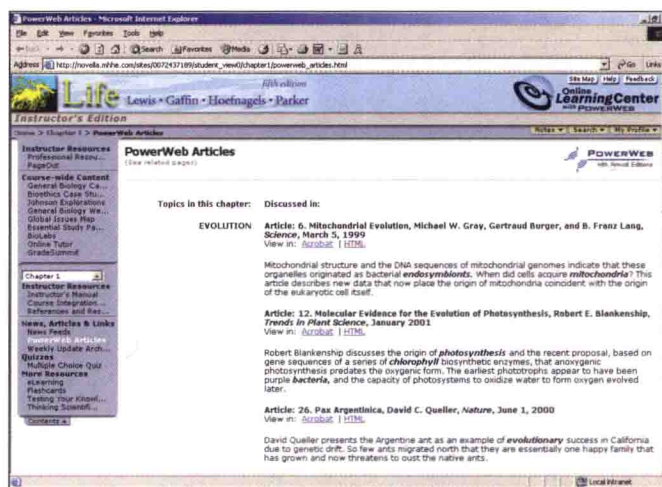 PowerWeb Articles - Microsoft Internet Explorer
File Edit View Favorites Tools Help
Back Search Favorites Media
Address http://novella.mhhe.com/sites/0072437189/student_view0/chapter1/powerweb_articles.html Go Links
fifth edition
Life Lewis • Gaffin • Hoefnagels • Parker
Site Map Help Feedback
Online
LearningCenter
with POWERWEB
Instructor's Edition
Home > Chapter 1 > PowerWeb Articles
Notes Search My Profile
Instructor Resources
Professional Resou...
PageOut
Course-wide Content
General Biology Ca...
Bioethics Case Stu...
Johnson Explorations
General Biology We...
Global Issues Map
Essential Study Pa...
BioLabs
Online Tutor
GradeSummit
Chapter 1
Instructor Resources
Instructor's Manual
Course Integration...
References and Res...
News, Articles & Links
News Feeds
PowerWeb Articles
Weekly Update Arch...
Quizzes
Multiple Choice Quiz
More Resources
eLearning
Flashcards
Testing Your Knowl...
Thinking Scientifi...
Contents
PowerWeb Articles
(See related pages)
POWERWEB
with Annual Editions
Topics in this chapter: Discussed in:
EVOLUTION Article: 6. Mitochondrial Evolution, Michael W. Gray, Gertraud Burger, and B. Franz Lang,
Science, March 5, 1999
View in: Acrobat | HTML
Mitochondrial structure and the DNA sequences of mitochondrial genomes indicate that these
organelles originated as bacterial endosymbionts. When did cells acquire mitochondria? This
article describes new data that now place the origin of mitochondria coincident with the origin
of the eukaryotic cell itself.
Article: 12. Molecular Evidence for the Evolution of Photosynthesis, Robert E. Blankenship,
Trends in Plant Science, January 2001
View in: Acrobat | HTML
Robert Blankenship discusses the origin of photosynthesis and the recent proposal, based on
gene sequences of a series of chlorophyll biosynthetic enzymes, that anoxygenic
photosynthesis predates the oxygenic form. The earliest phototrophs appear to have been
purple bacteria, and the capacity of photosystems to oxidize water to form oxygen evolved
later.
Article: 26. Pax Argentinica, David C. Queller, Nature, June 1, 2000
View in: Acrobat | HTML
David Queller presents the Argentine ant as an example of evolutionary success in California
due to genetic drift. So few ants migrated north that they are essentially one happy family that
has grown and now threatens to oust the native ants.
Local intranet